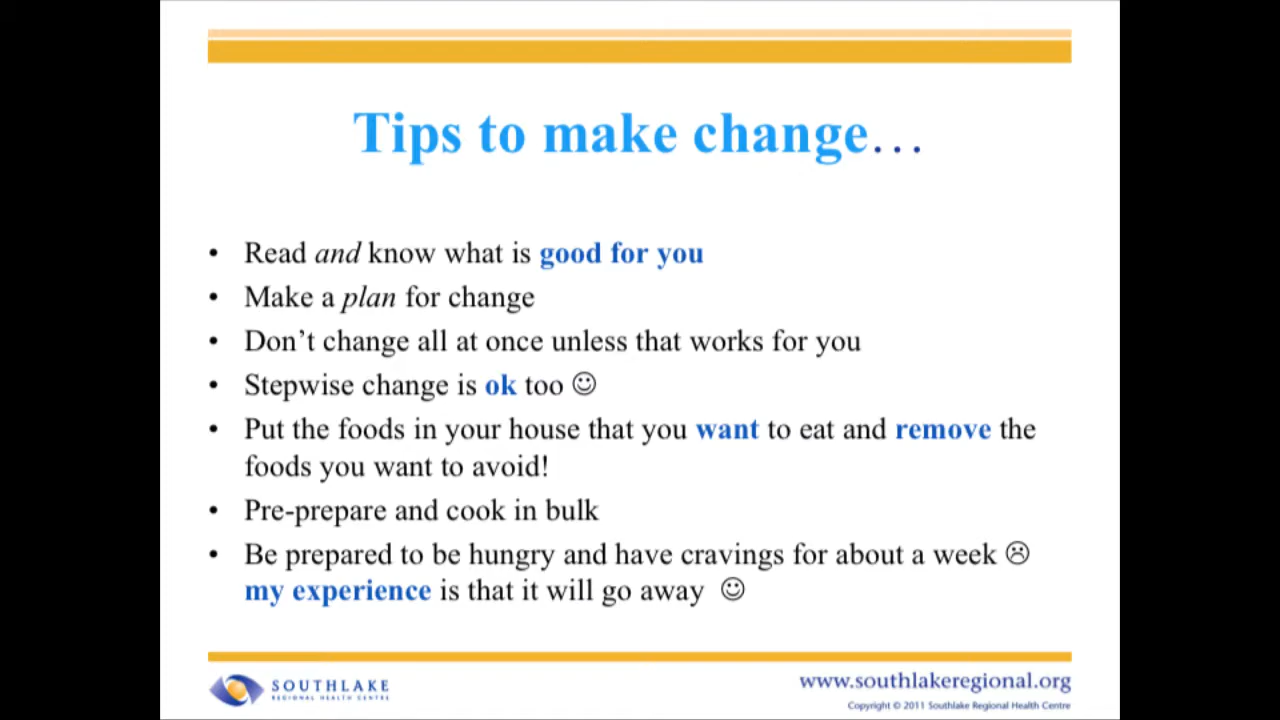 Tips to make change…
• Read and know what is good for you
• Make a plan for change
• Don’t change all at once unless that works for you
• Stepwise change is ok too ☺
• Put the foods in your house that you want to eat and remove the
foods you want to avoid!
• Pre-prepare and cook in bulk
• Be prepared to be hungry and have cravings for about a week ☹
my experience is that it will go away ☺
SOUTHLAKE
REGIONAL HEALTH CENTRE
www.southlakeregional.org
Copyright © 2011 Southlake Regional Health Centre